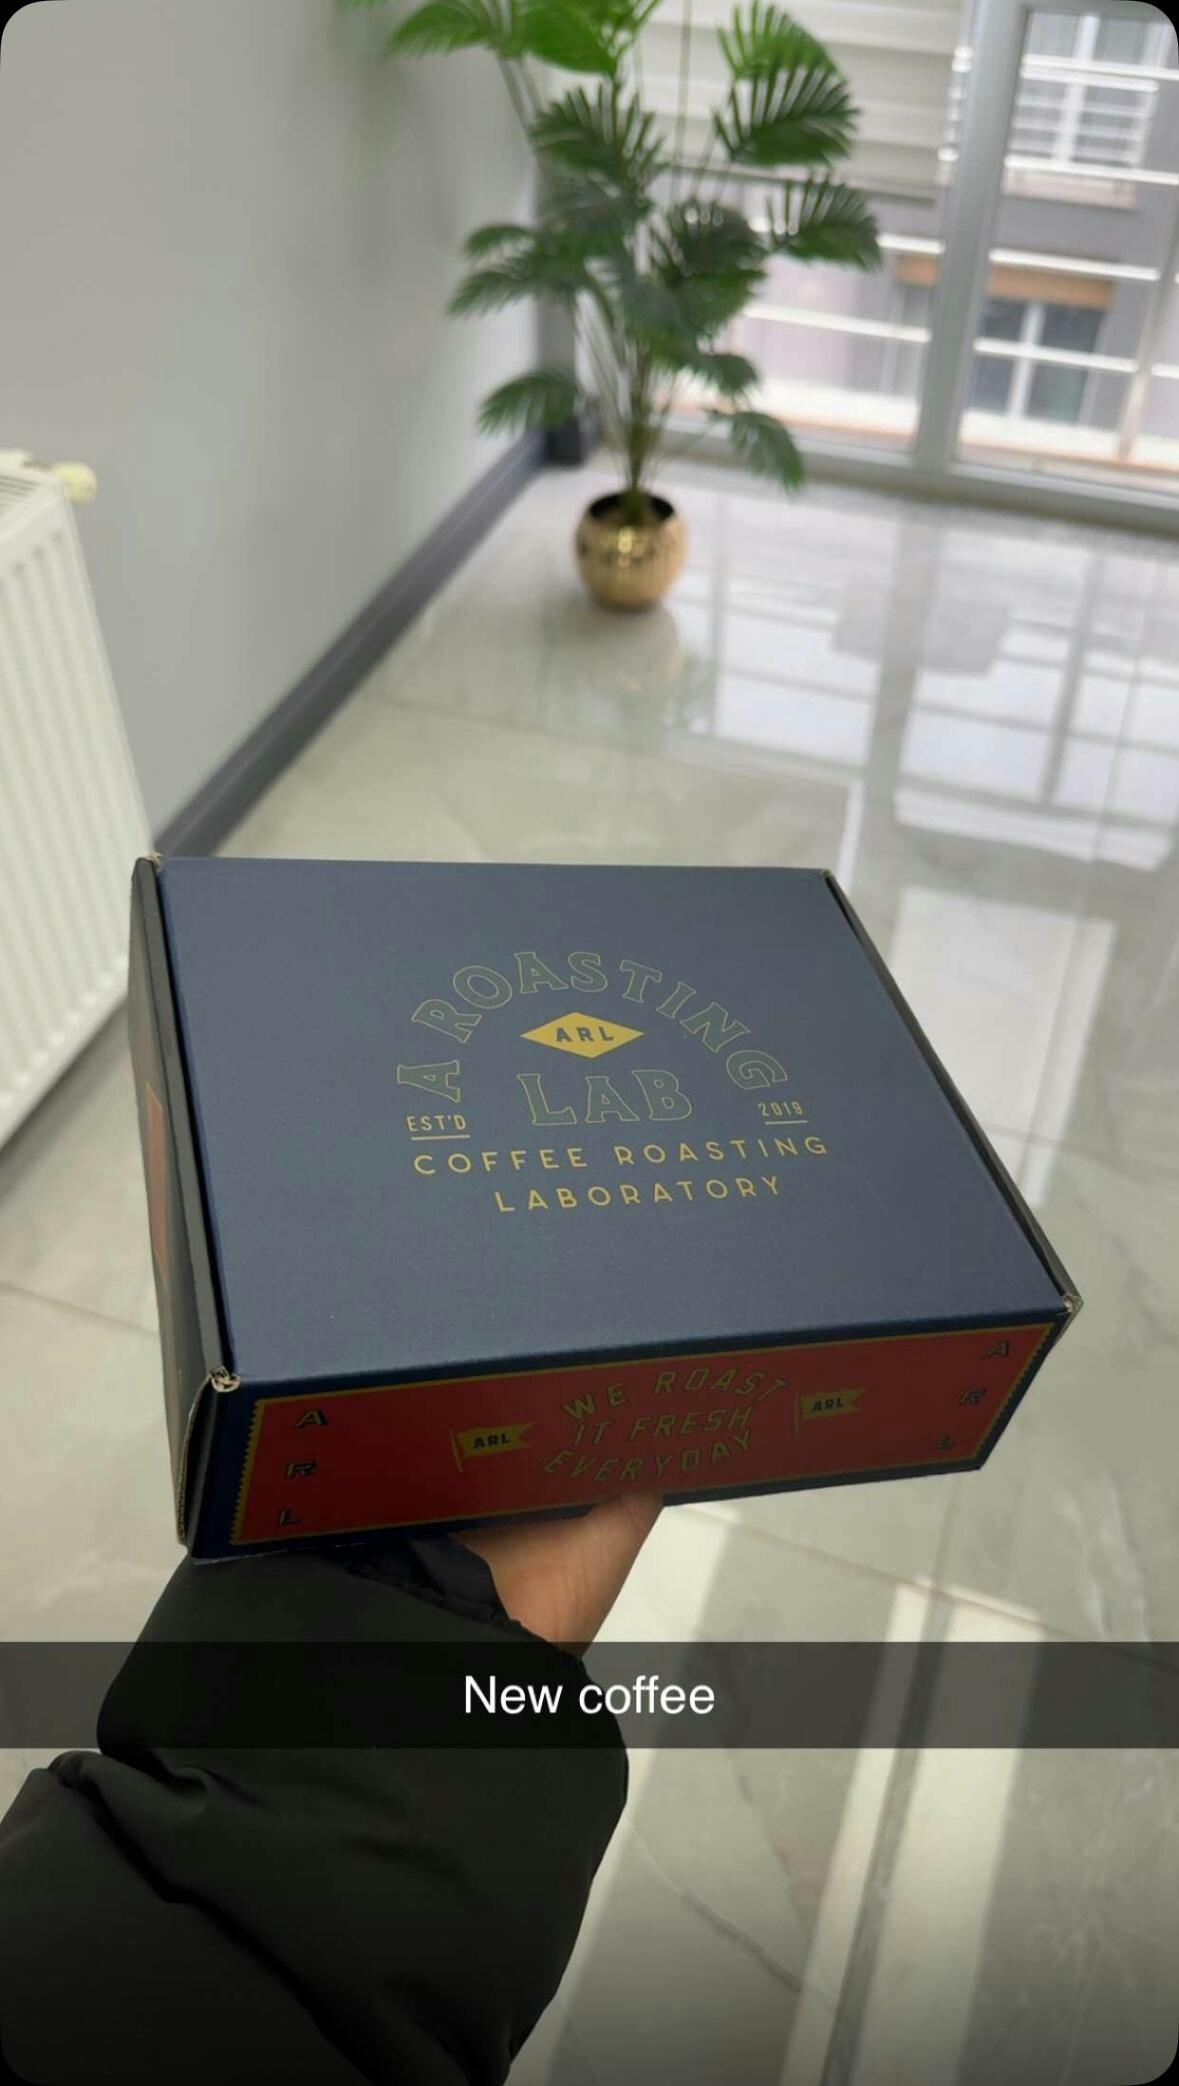 A ROASTING
ARL
LAB
EST'D 2019
COFFEE ROASTING
LABORATORY
A R L
ARL
WE ROAST
IT FRESH
EVERYDAY
ARL
A R L
New coffee